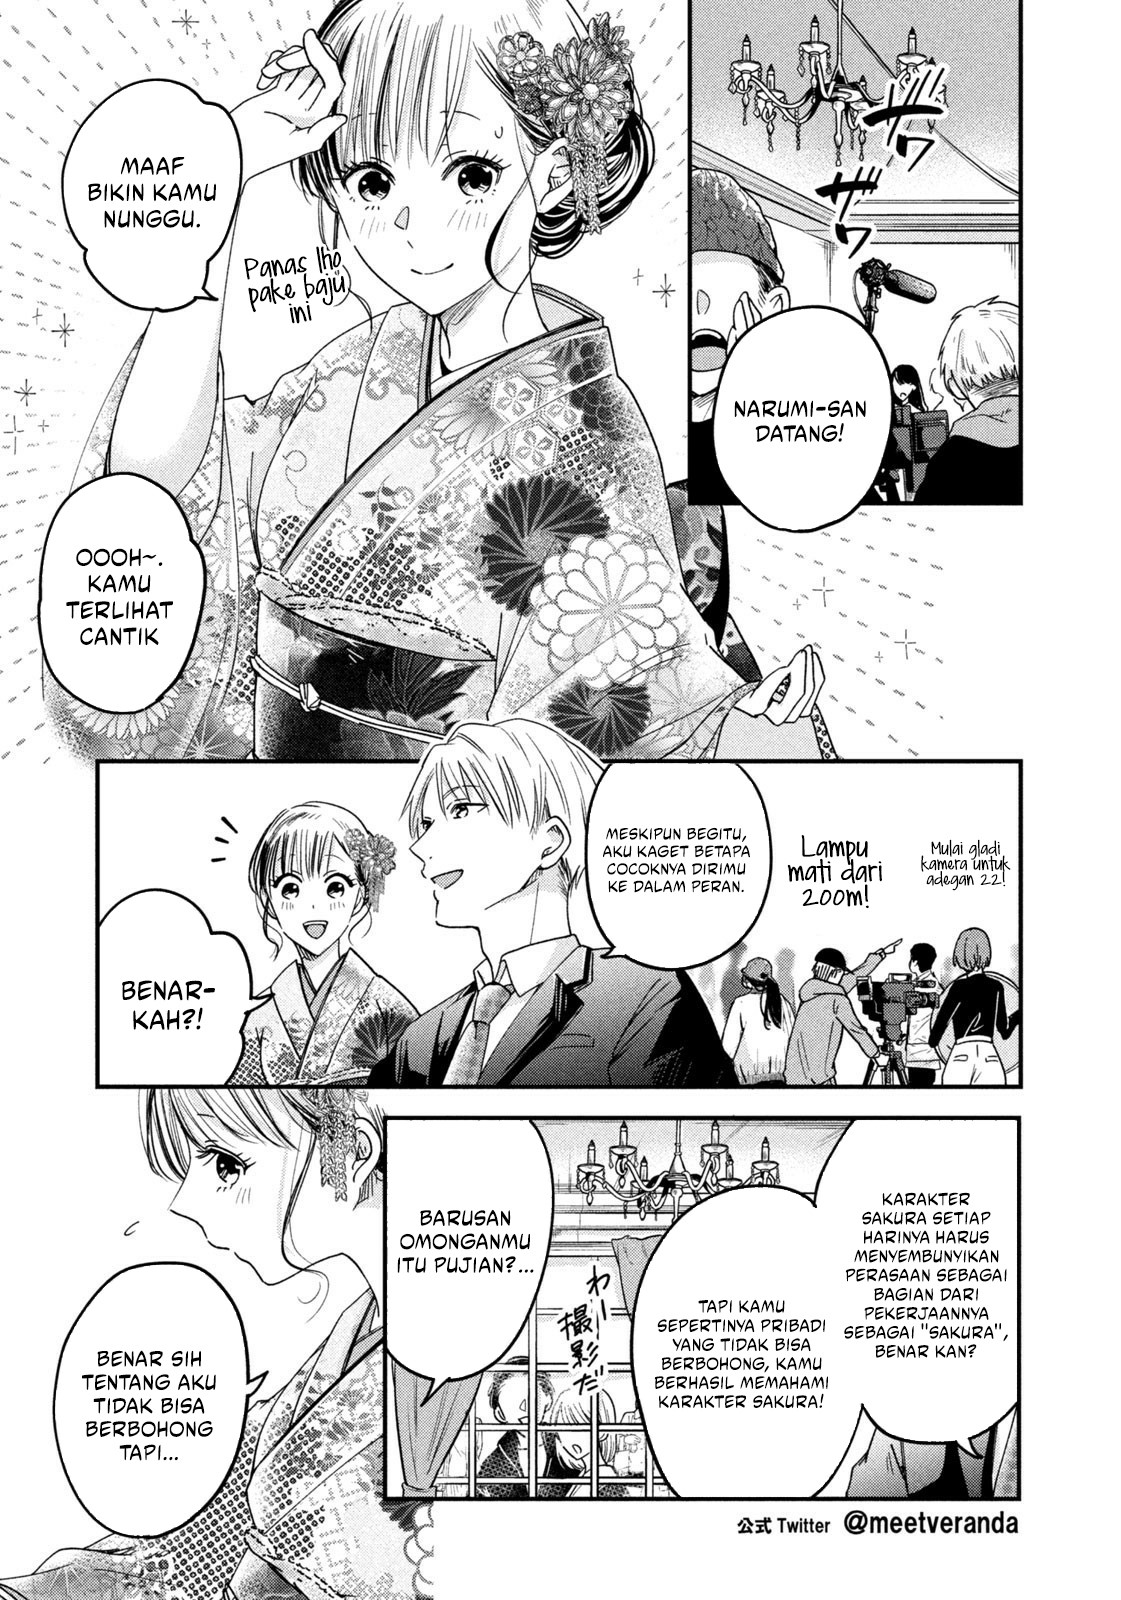 ザワ
ザワ
NARUMI-SAN
DATANG!
MAAF
BIKIN KAMU
NUNGGU.
Panas lho
pake baju
ini
OOOH~.
KAMU
TERLIHAT
CANTIK
Mulai gladi
kamera untuk
adegan 22!
Lampu
mati dari
200m!
MESKIPUN BEGITU,
AKU KAGET BETAPA
COCOKNYA DIRIMU
KE DALAM PERAN.
BENAR-
KAH?!
KARAKTER
SAKURA SETIAP
HARINYA HARUS
MENYEMBUNYIKAN
PERASAAN SEBAGAI
BAGIAN DARI
PEKERJAANNYA
SEBAGAI "SAKURA",
BENAR KAN?
TAPI KAMU
SEPERTINYA PRIBADI
YANG TIDAK BISA
BERBOHONG, KAMU
BERHASIL MEMAHAMI
KARAKTER SAKURA!
わー
撮影だ
BARUSAN
OMONGANMU
ITU PUJIAN?...
BENAR SIH
TENTANG AKU
TIDAK BISA
BERBOHONG
TAPI...
公式 Twitter @meetveranda